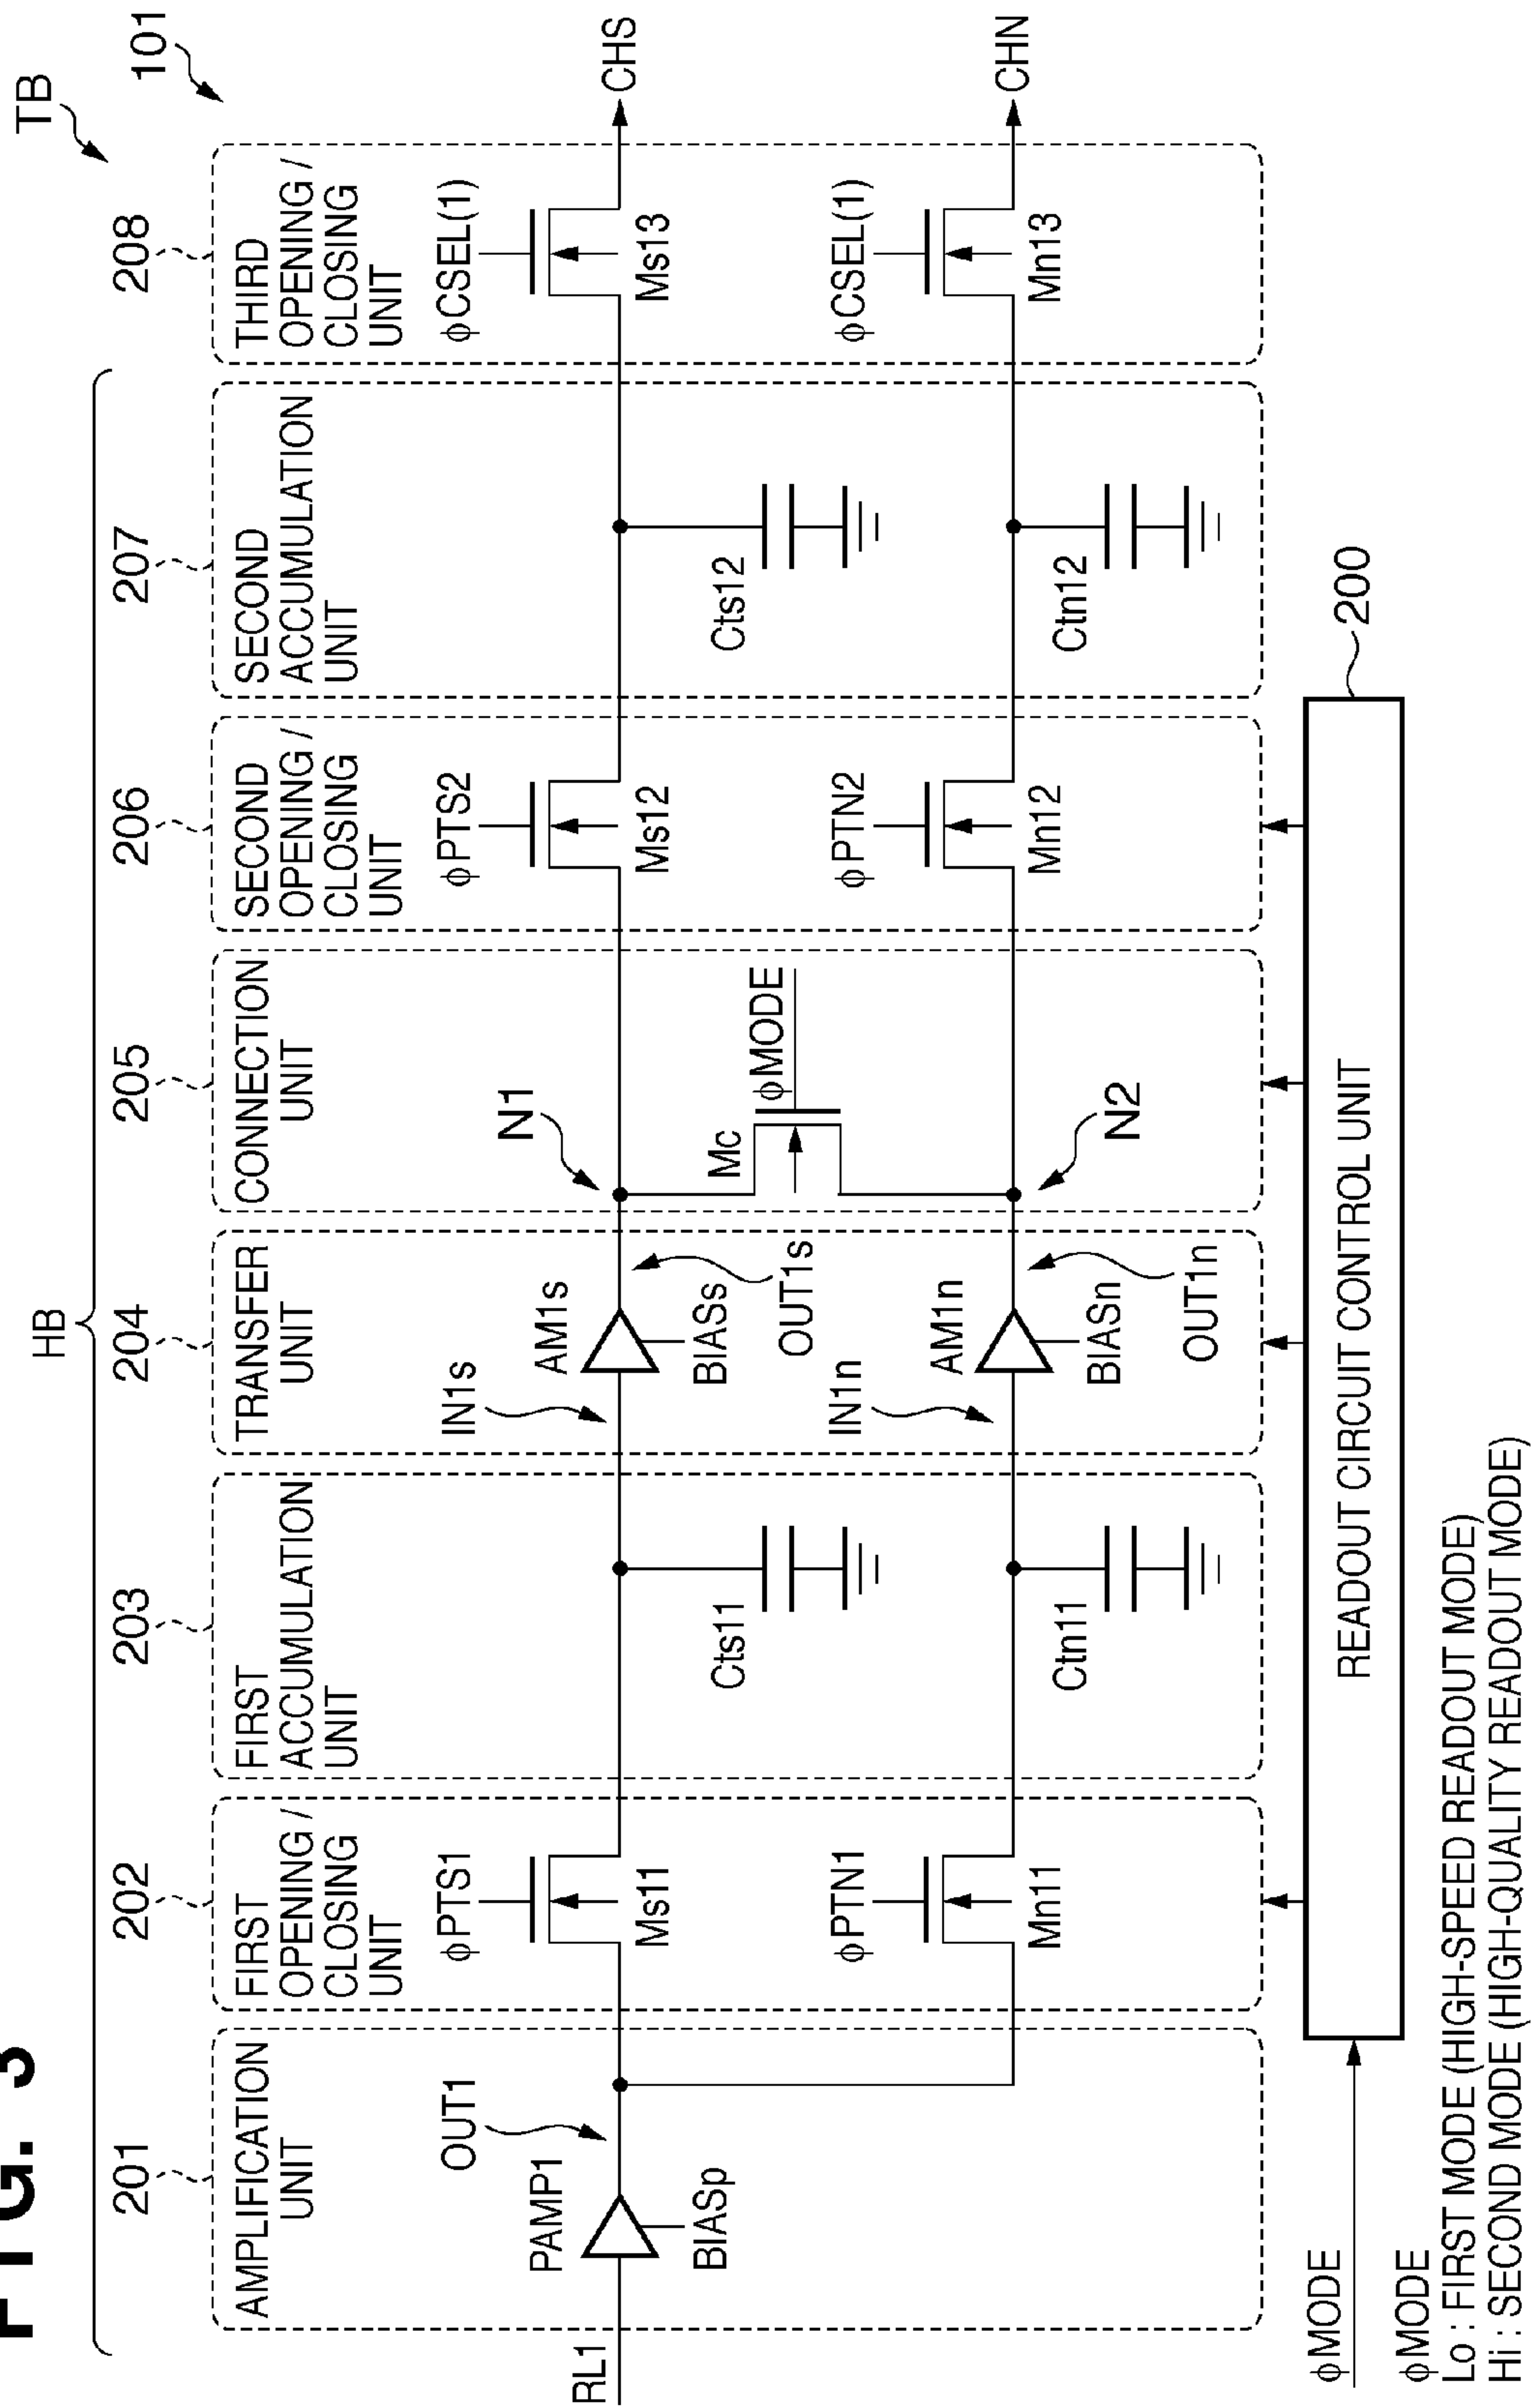 FIG. 3
TB
101
HB
201
202
203
204
205
206
207
208
AMPLIFICATION
UNIT
FIRST
OPENING /
CLOSING
UNIT
FIRST
ACCUMULATION
UNIT
TRANSFER
UNIT
CONNECTION
UNIT
SECOND
OPENING /
CLOSING
UNIT
SECOND
ACCUMULATION
UNIT
THIRD
OPENING /
CLOSING
UNIT
RL1
PAMP1
BIASp
OUT1
ϕPTS1
Ms11
Cts11
IN1s
AM1s
BIASs
OUT1s
N1
Mc
ϕMODE
ϕPTS2
Ms12
Cts12
ϕCSEL(1)
Ms13
CHS
ϕPTN1
Mn11
Ctn11
IN1n
AM1n
BIASn
OUT1n
N2
ϕPTN2
Mn12
Ctn12
ϕCSEL(1)
Mn13
CHN
ϕMODE
READOUT CIRCUIT CONTROL UNIT
200
ϕMODE
Lo : FIRST MODE (HIGH-SPEED READOUT MODE)
Hi : SECOND MODE (HIGH-QUALITY READOUT MODE)